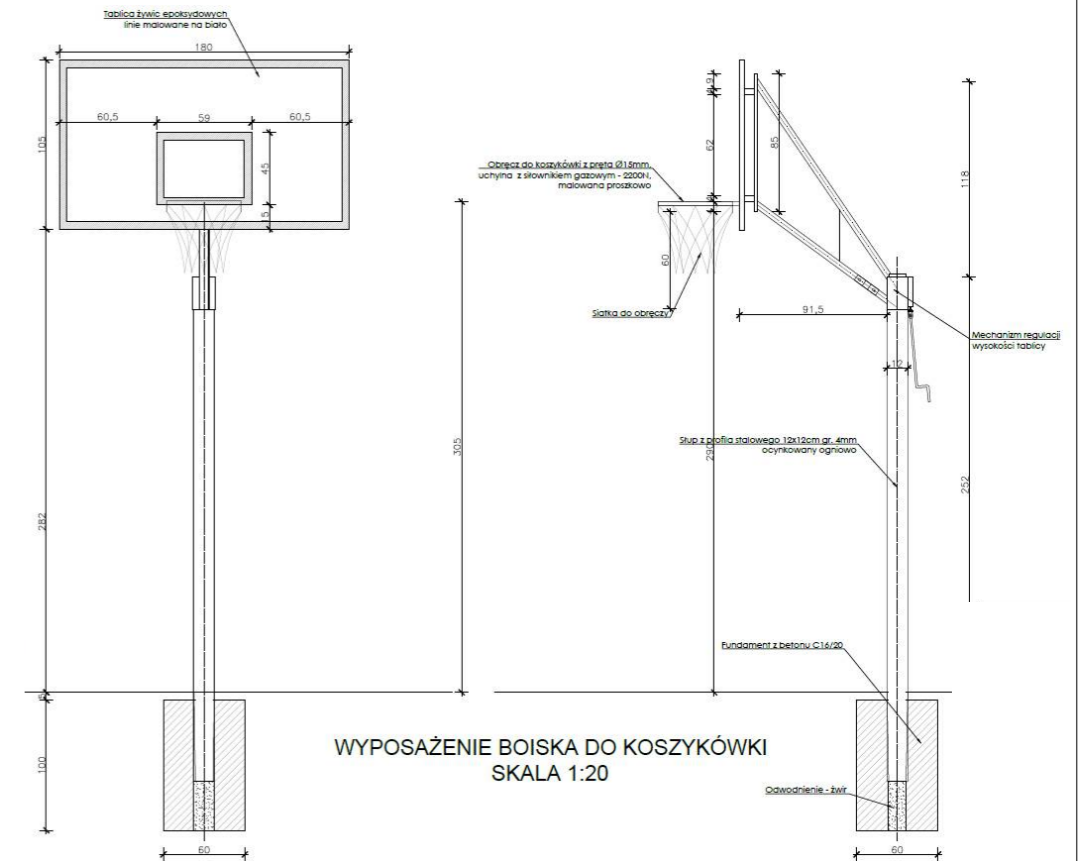 Tablica żywic epoksydowych
linie malowane na biało
180
60,5
59
60,5
105
45
15
282
100
60
305
Obręcz do koszykówki z pręta Ø15mm,
uchylna z siłownikiem gazowym - 2200N,
malowana proszkowo
9
62
85
118
60
Siatka do obręczy
91,5
Mechanizm regulacji
wysokości tablicy
12
Słup z profila stalowego 12x12cm gr. 4mm
ocynkowany ogniowo
290
252
Fundament z betonu C16/20
WYPOSAŻENIE BOISKA DO KOSZYKÓWKI
SKALA 1:20
Odwodnienie - żwir
60